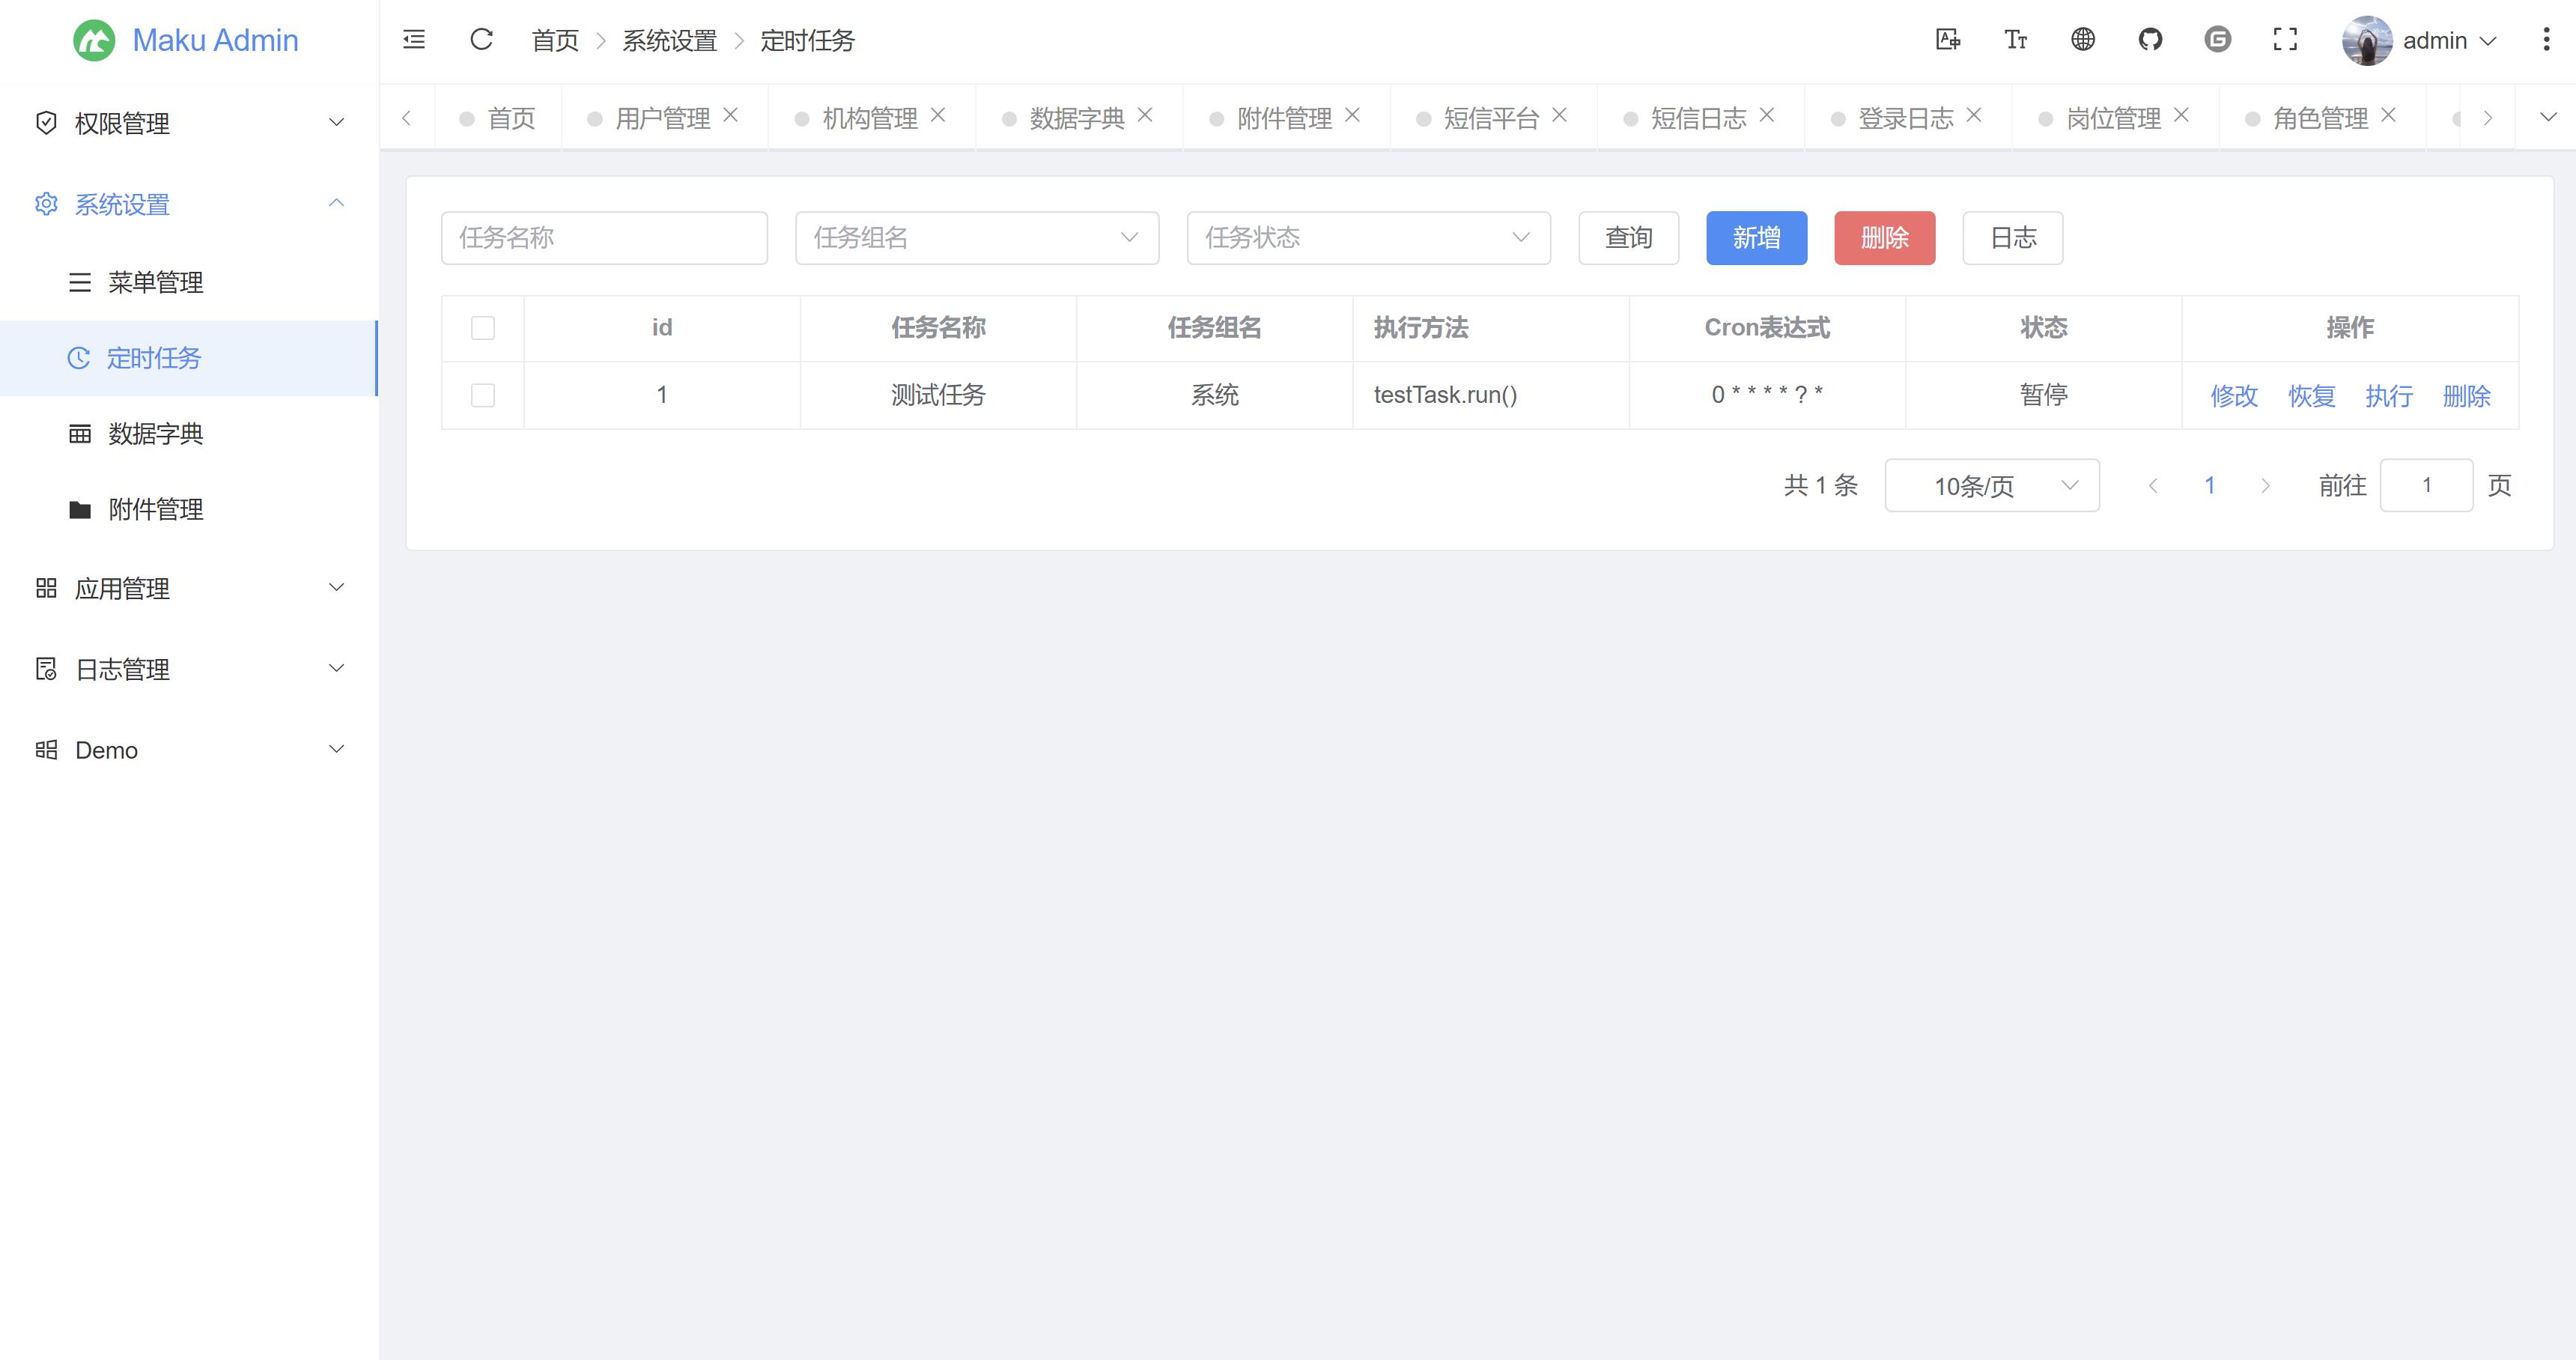 Maku Admin
首页 系统设置 定时任务
admin
首页 用户管理 机构管理 数据字典 附件管理 短信平台 短信日志 登录日志 岗位管理 角色管理
权限管理
系统设置
菜单管理
定时任务
数据字典
附件管理
应用管理
日志管理
Demo
任务名称 任务组名 任务状态 查询 新增 删除 日志
id 任务名称 任务组名 执行方法 Cron表达式 状态 操作
1 测试任务 系统 testTask.run() 0 * * * * ? * 暂停 修改 恢复 执行 删除
共 1 条 10条/页 1 前往 1 页